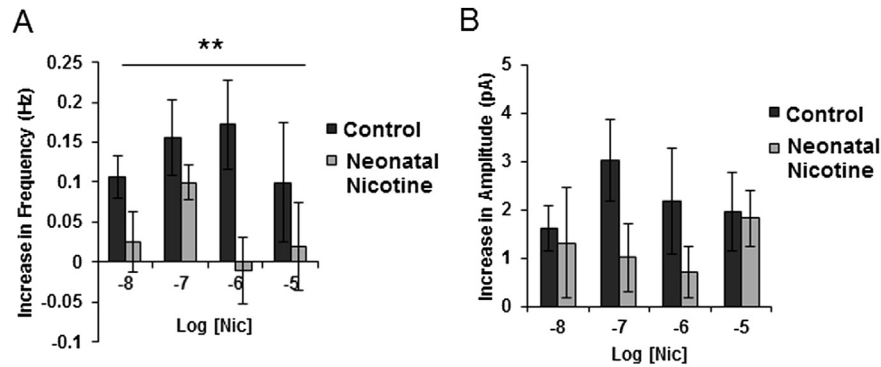 A
**
0.25
0.2
0.15
0.1
0.05
0
-0.05
-0.1
Increase in Frequency (Hz)
-8 -7 -6 -5
Log [Nic]
Control
Neonatal
Nicotine
B
5
4
3
2
1
0
Increase in Amplitude (pA)
-8 -7 -6 -5
Log [Nic]
Control
Neonatal
Nicotine